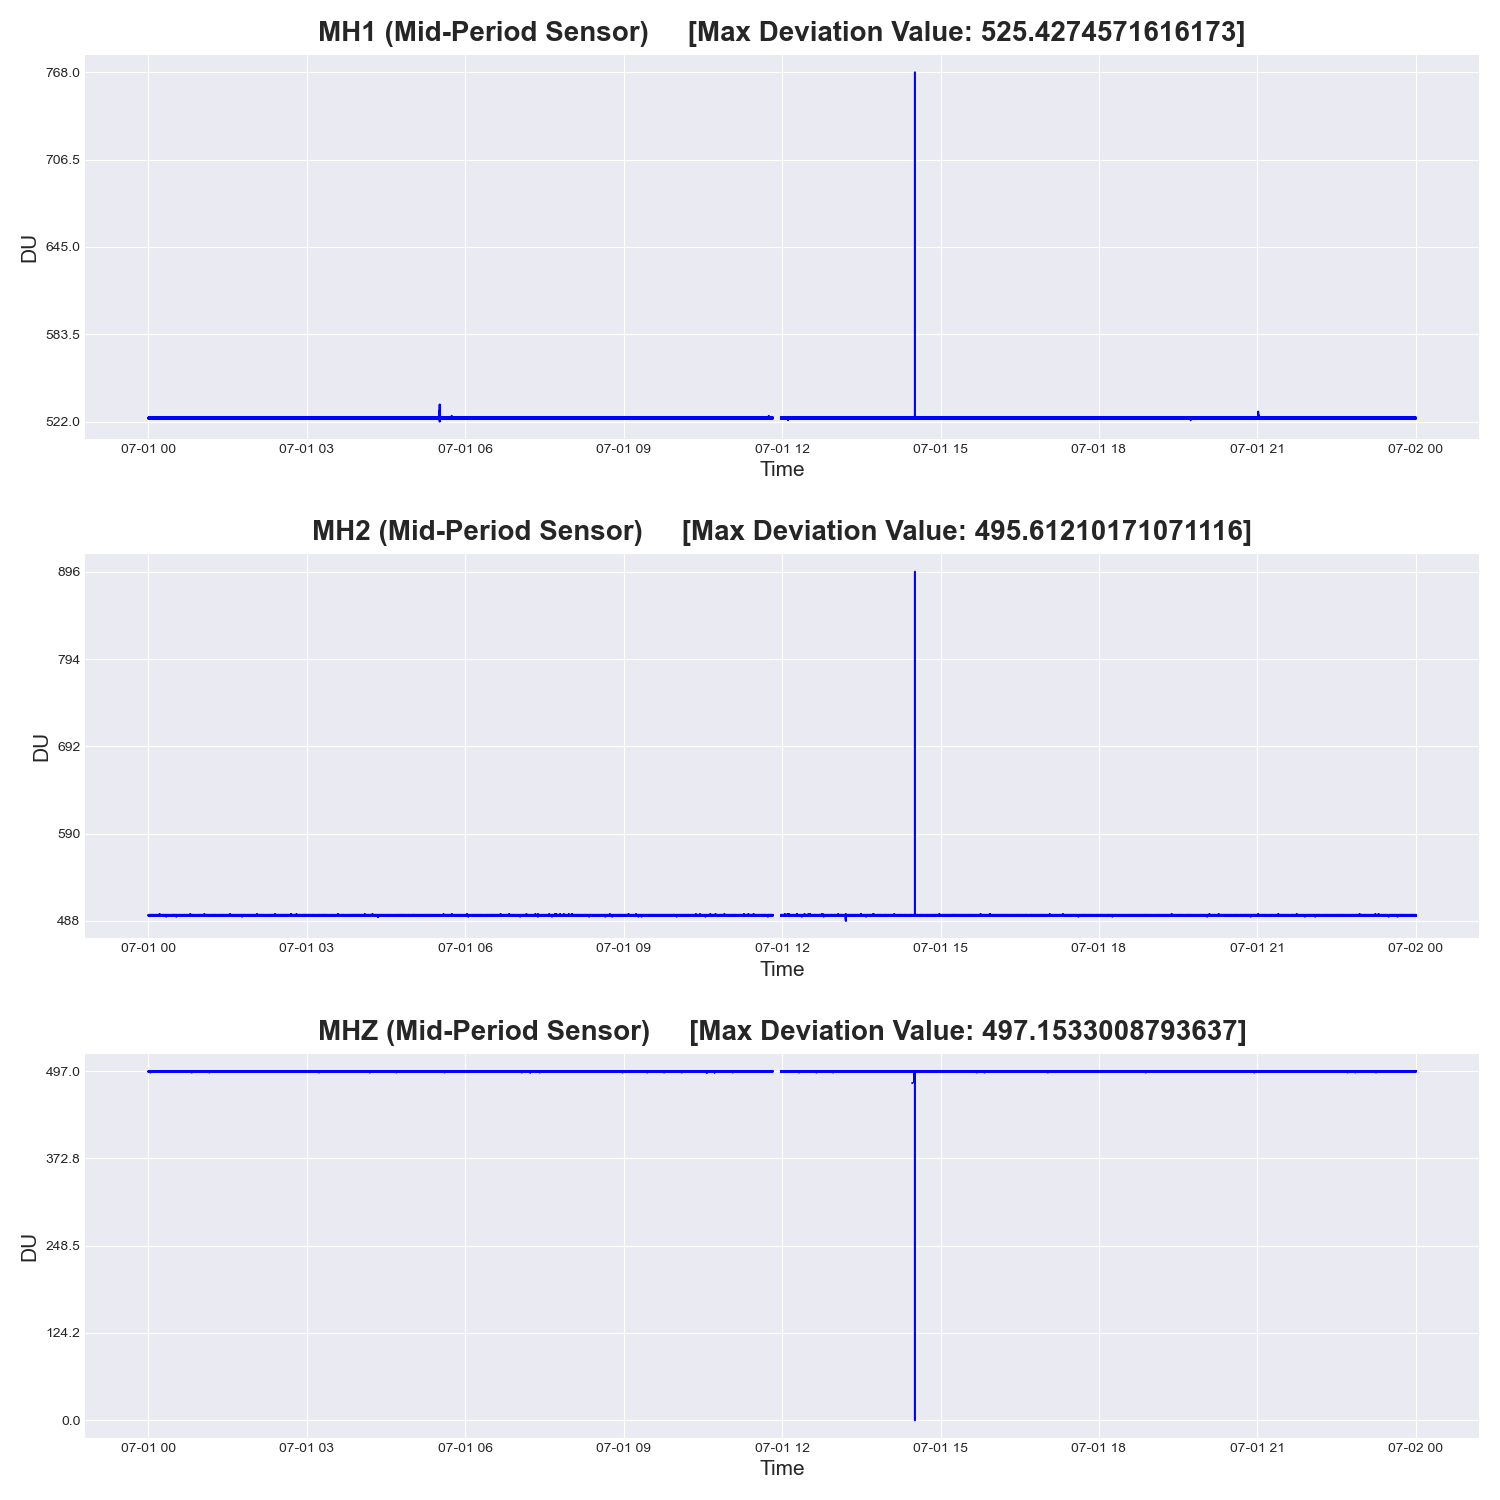 MH1 (Mid-Period Sensor) [Max Deviation Value: 525.4274571616173]
DU
768.0
706.5
645.0
583.5
522.0
07-01 00 07-01 03 07-01 06 07-01 09 07-01 12 07-01 15 07-01 18 07-01 21 07-02 00
Time
MH2 (Mid-Period Sensor) [Max Deviation Value: 495.61210171071116]
DU
896
794
692
590
488
07-01 00 07-01 03 07-01 06 07-01 09 07-01 12 07-01 15 07-01 18 07-01 21 07-02 00
Time
MHZ (Mid-Period Sensor) [Max Deviation Value: 497.1533008793637]
DU
497.0
372.8
248.5
124.2
0.0
07-01 00 07-01 03 07-01 06 07-01 09 07-01 12 07-01 15 07-01 18 07-01 21 07-02 00
Time